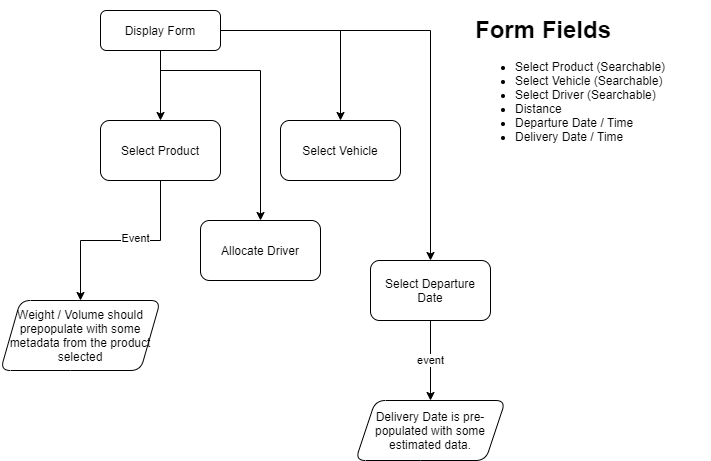 Display Form
Form Fields
Select Product (Searchable)
Select Vehicle (Searchable)
Select Driver (Searchable)
Distance
Departure Date / Time
Delivery Date / Time
Select Product
Select Vehicle
Event
Allocate Driver
Select Departure
Date
Weight / Volume should
prepopulate with some
metadata from the product
selected
event
Delivery Date is pre-
populated with some
estimated data.